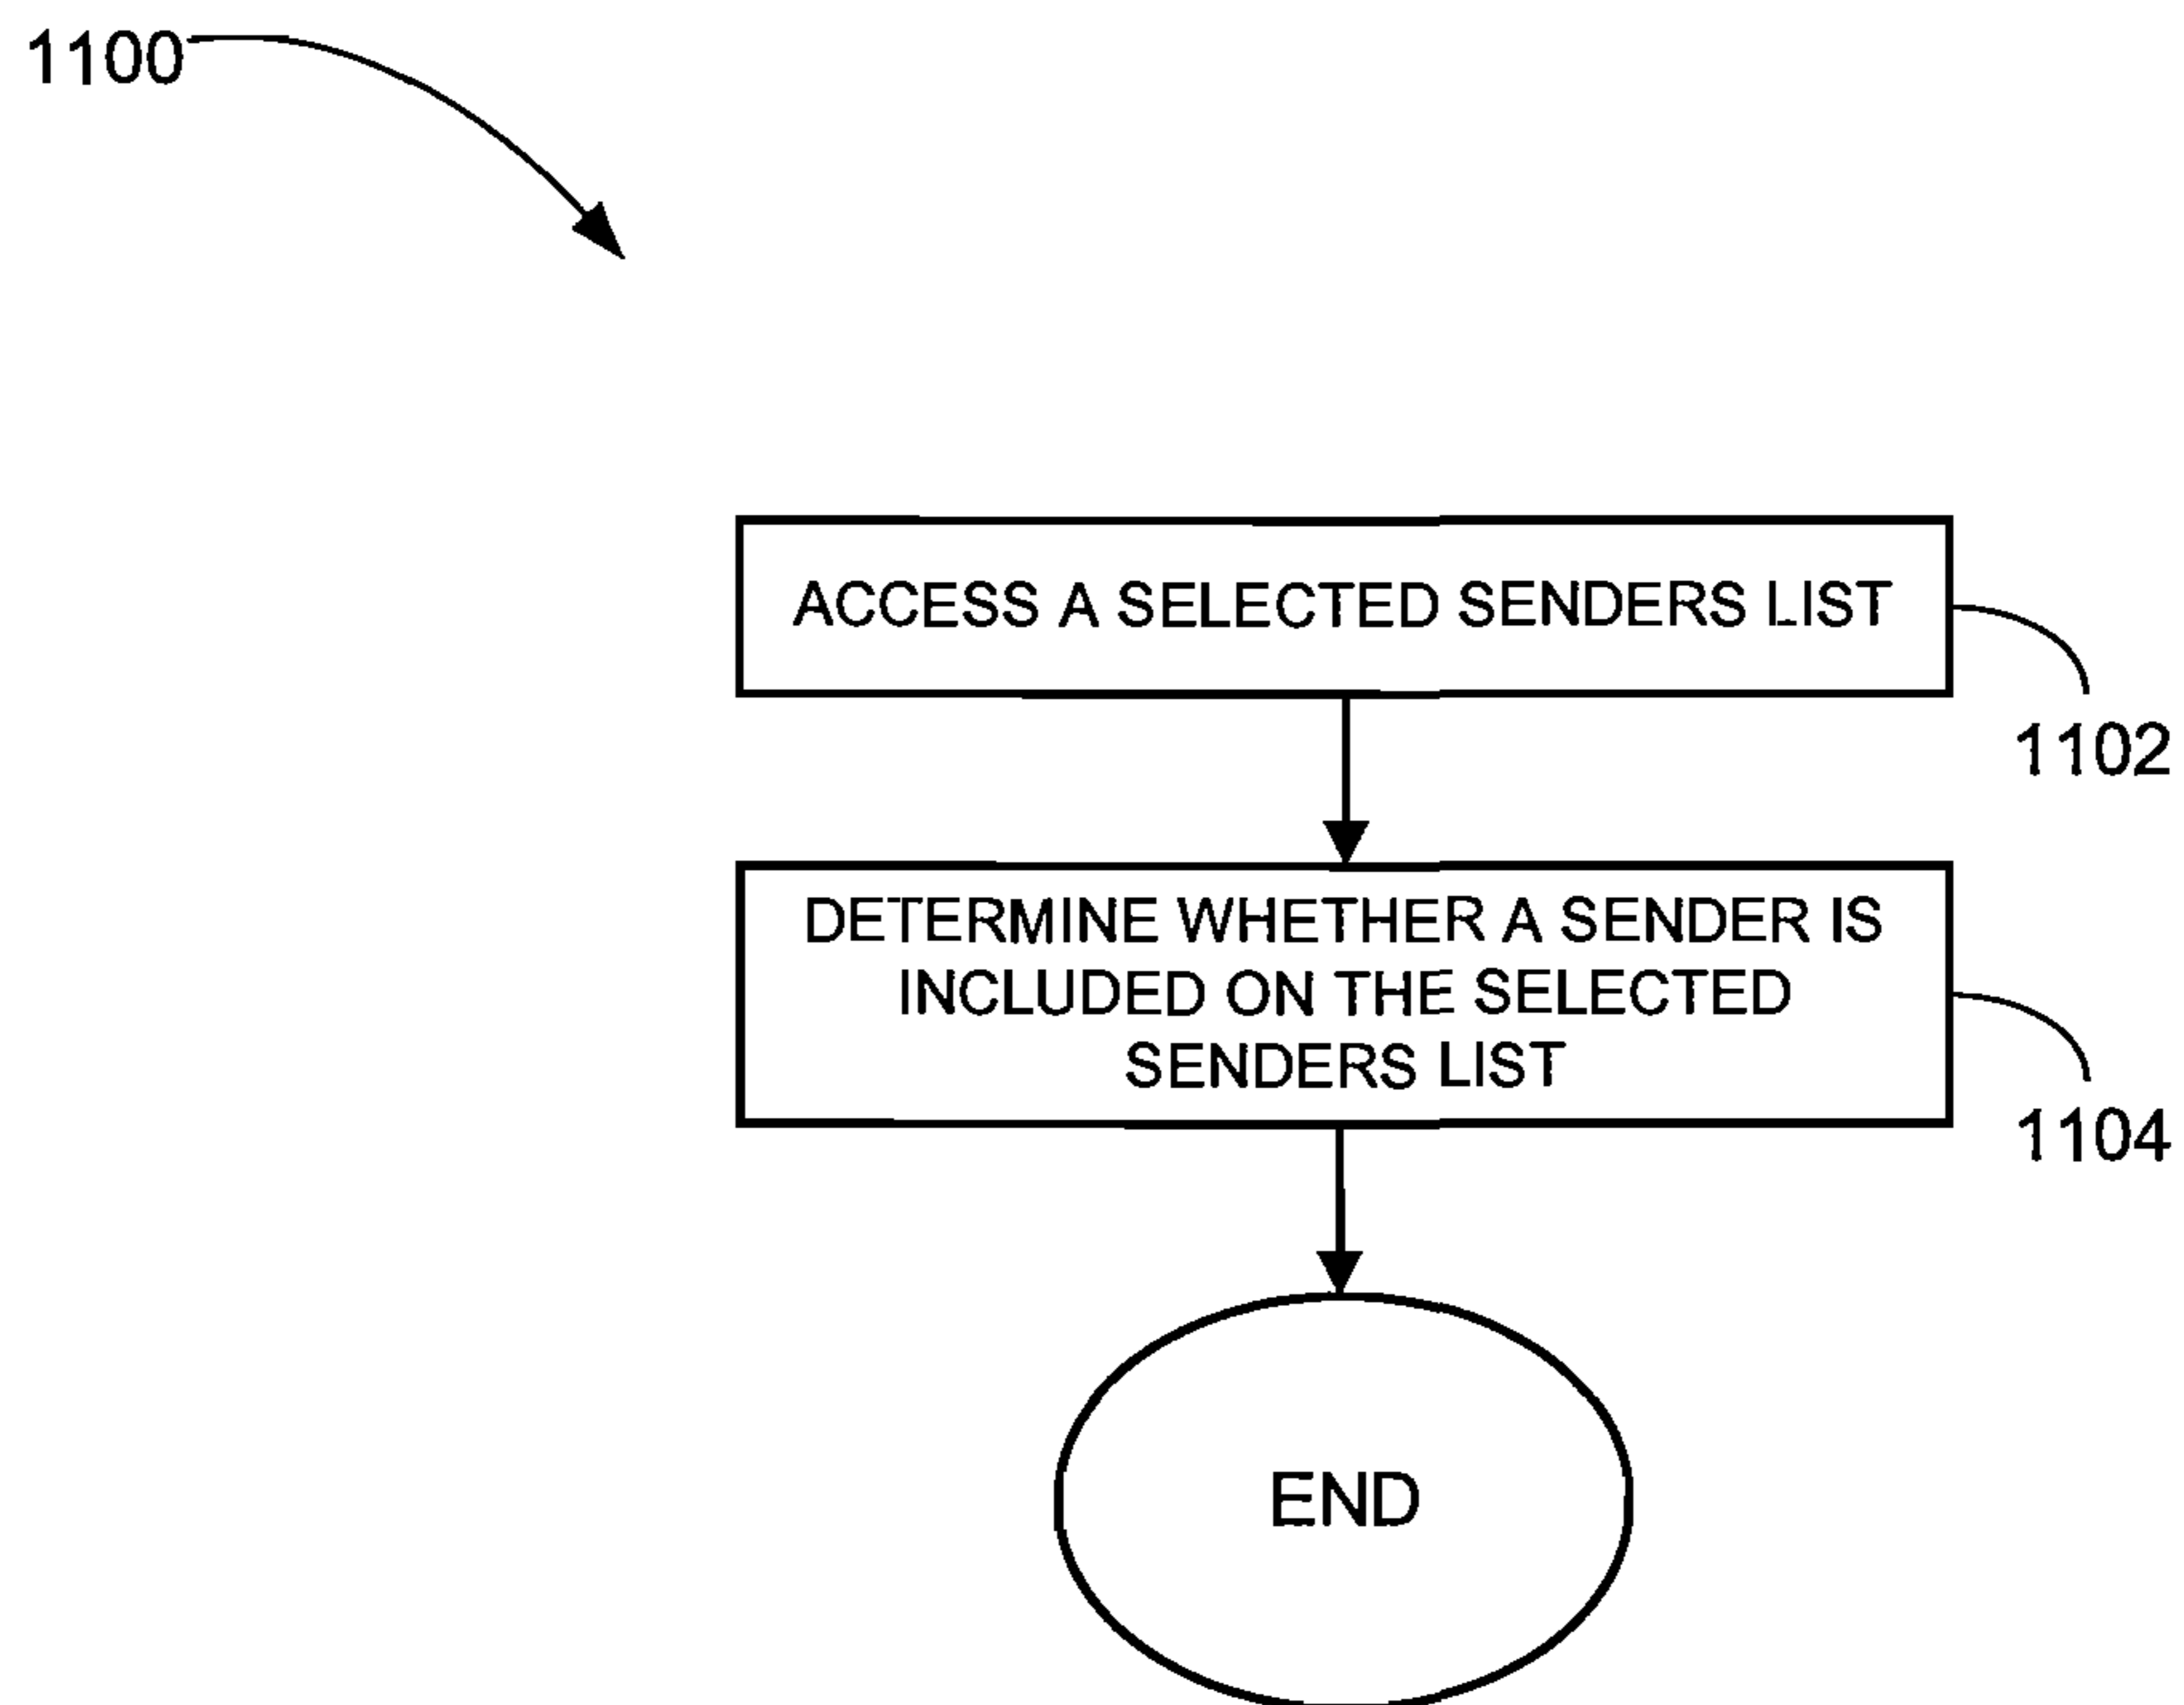 1100
ACCESS A SELECTED SENDERS LIST
1102
DETERMINE WHETHER A SENDER IS
INCLUDED ON THE SELECTED
SENDERS LIST
1104
END